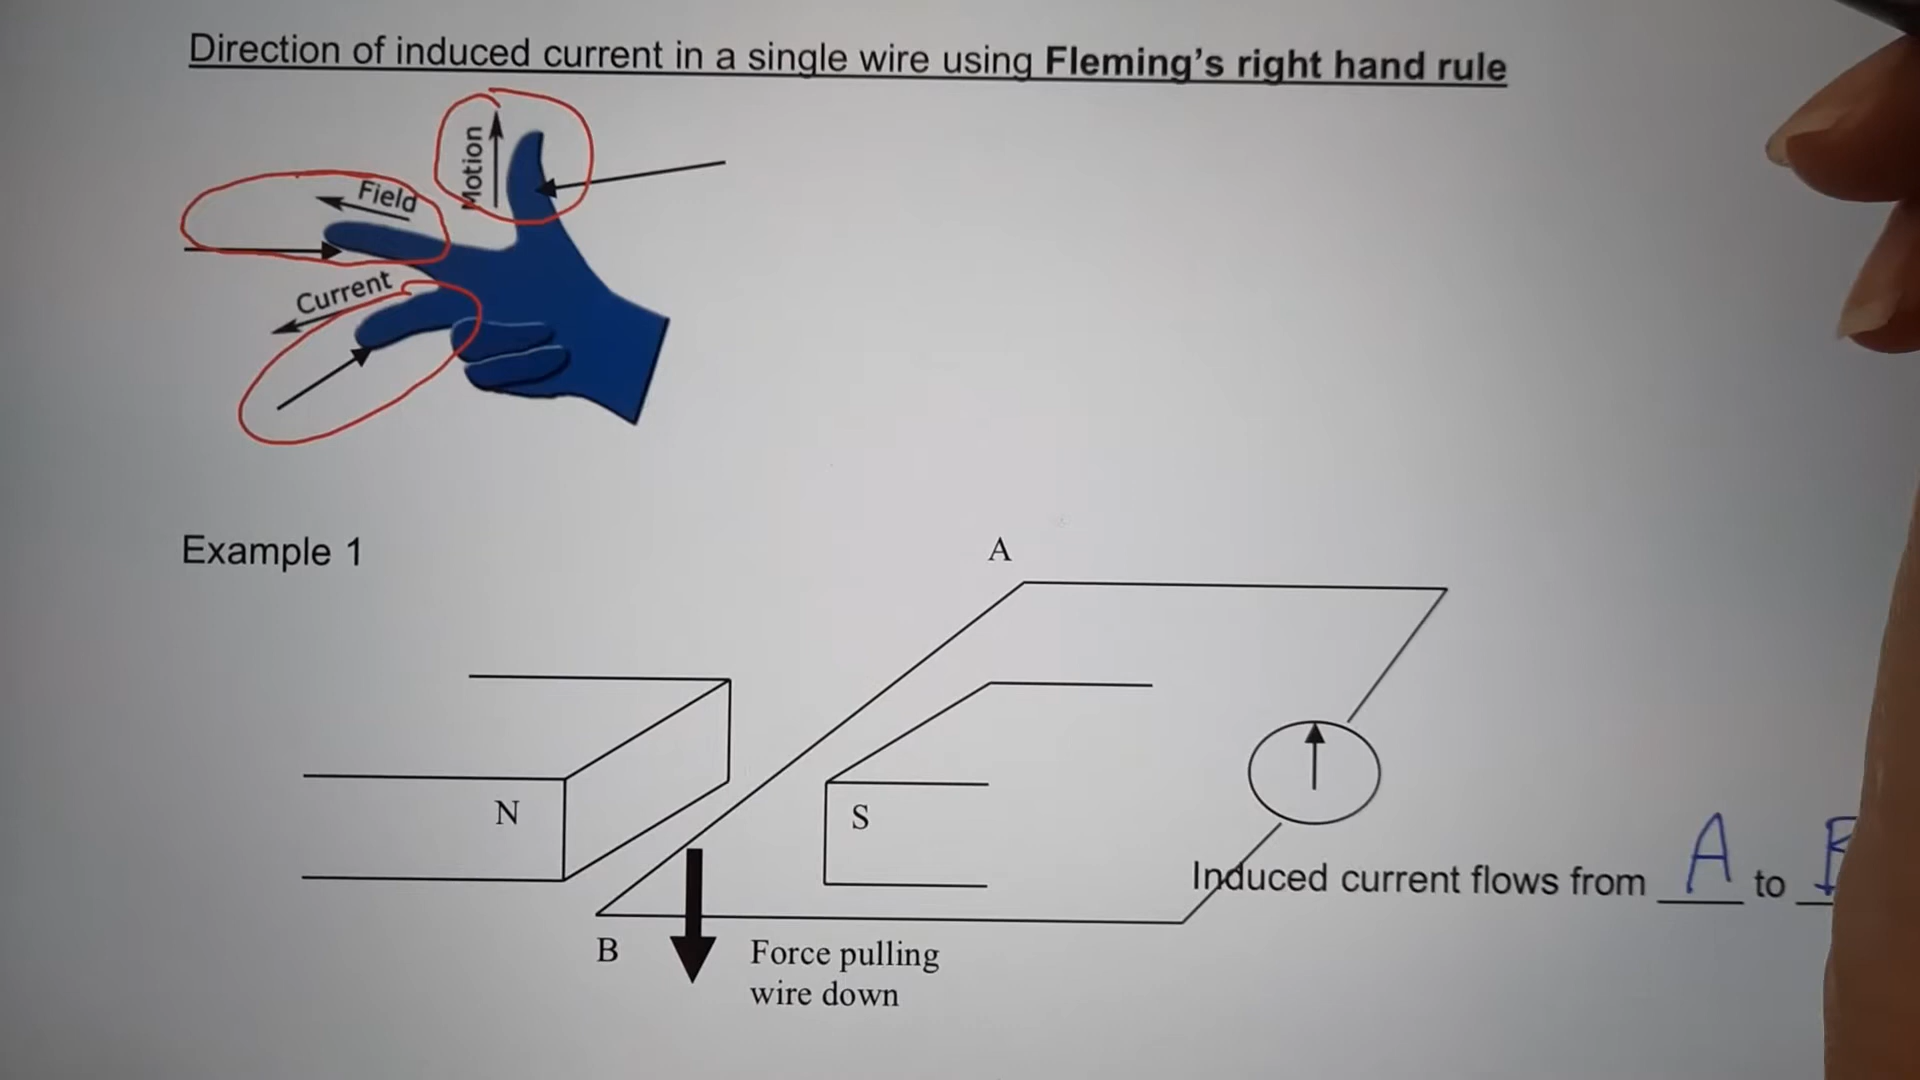 Direction of induced current in a single wire using Fleming's right hand rule
Motion
Field
Current
Example 1
A
N
S
Induced current flows from A to
B
Force pulling
wire down